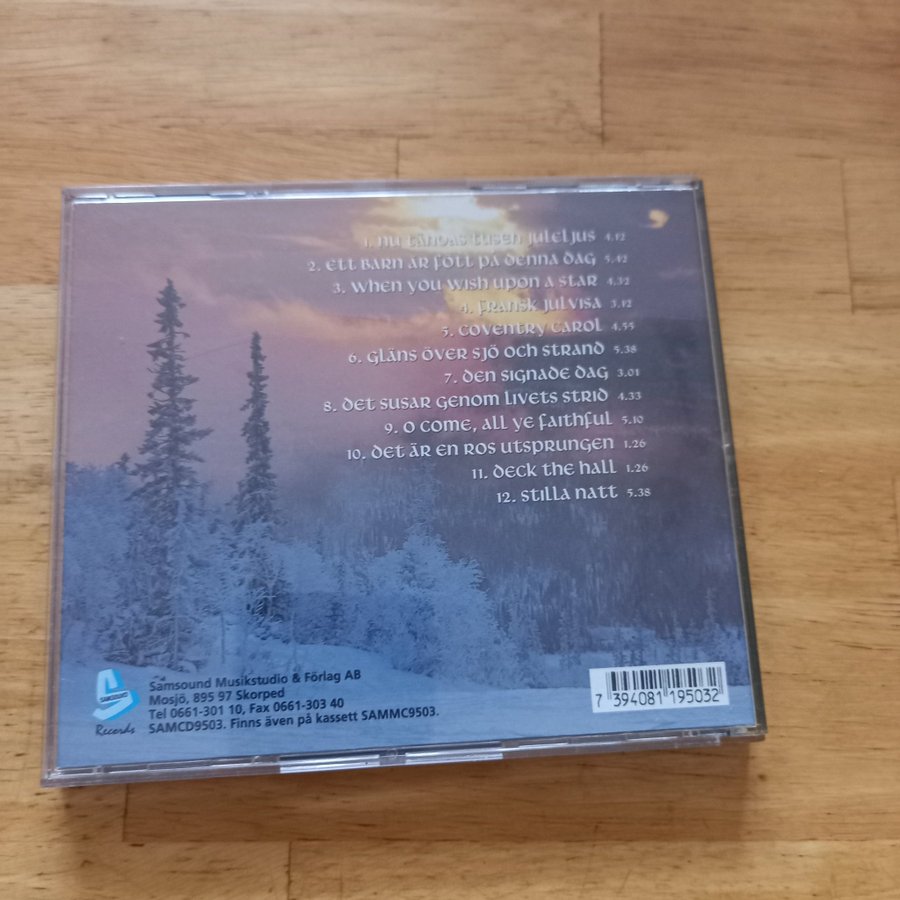 1. Nu tändas tusen juleljus 4.12
2. Ett barn är fött på denna dag 5.42
3. When you wish upon a star 4.32
4. Fransk julvisa 3.12
5. Coventry Carol 4.55
6. Gläns över sjö och strand 5.38
7. Den signade dag 3.01
8. Det susar genom livets strid 4.33
9. O come, all ye faithful 5.10
10. Det är en ros utsprungen 1.26
11. Deck the hall 1.26
12. Stilla natt 5.38
SAMSOUND
Records
Samsound Musikstudio & Förlag AB
Mosjö, 895 97 Skorped
Tel 0661-301 10, Fax 0661-303 40
SAMCD9503. Finns även på kassett SAMMC9503.
7 394081 195032